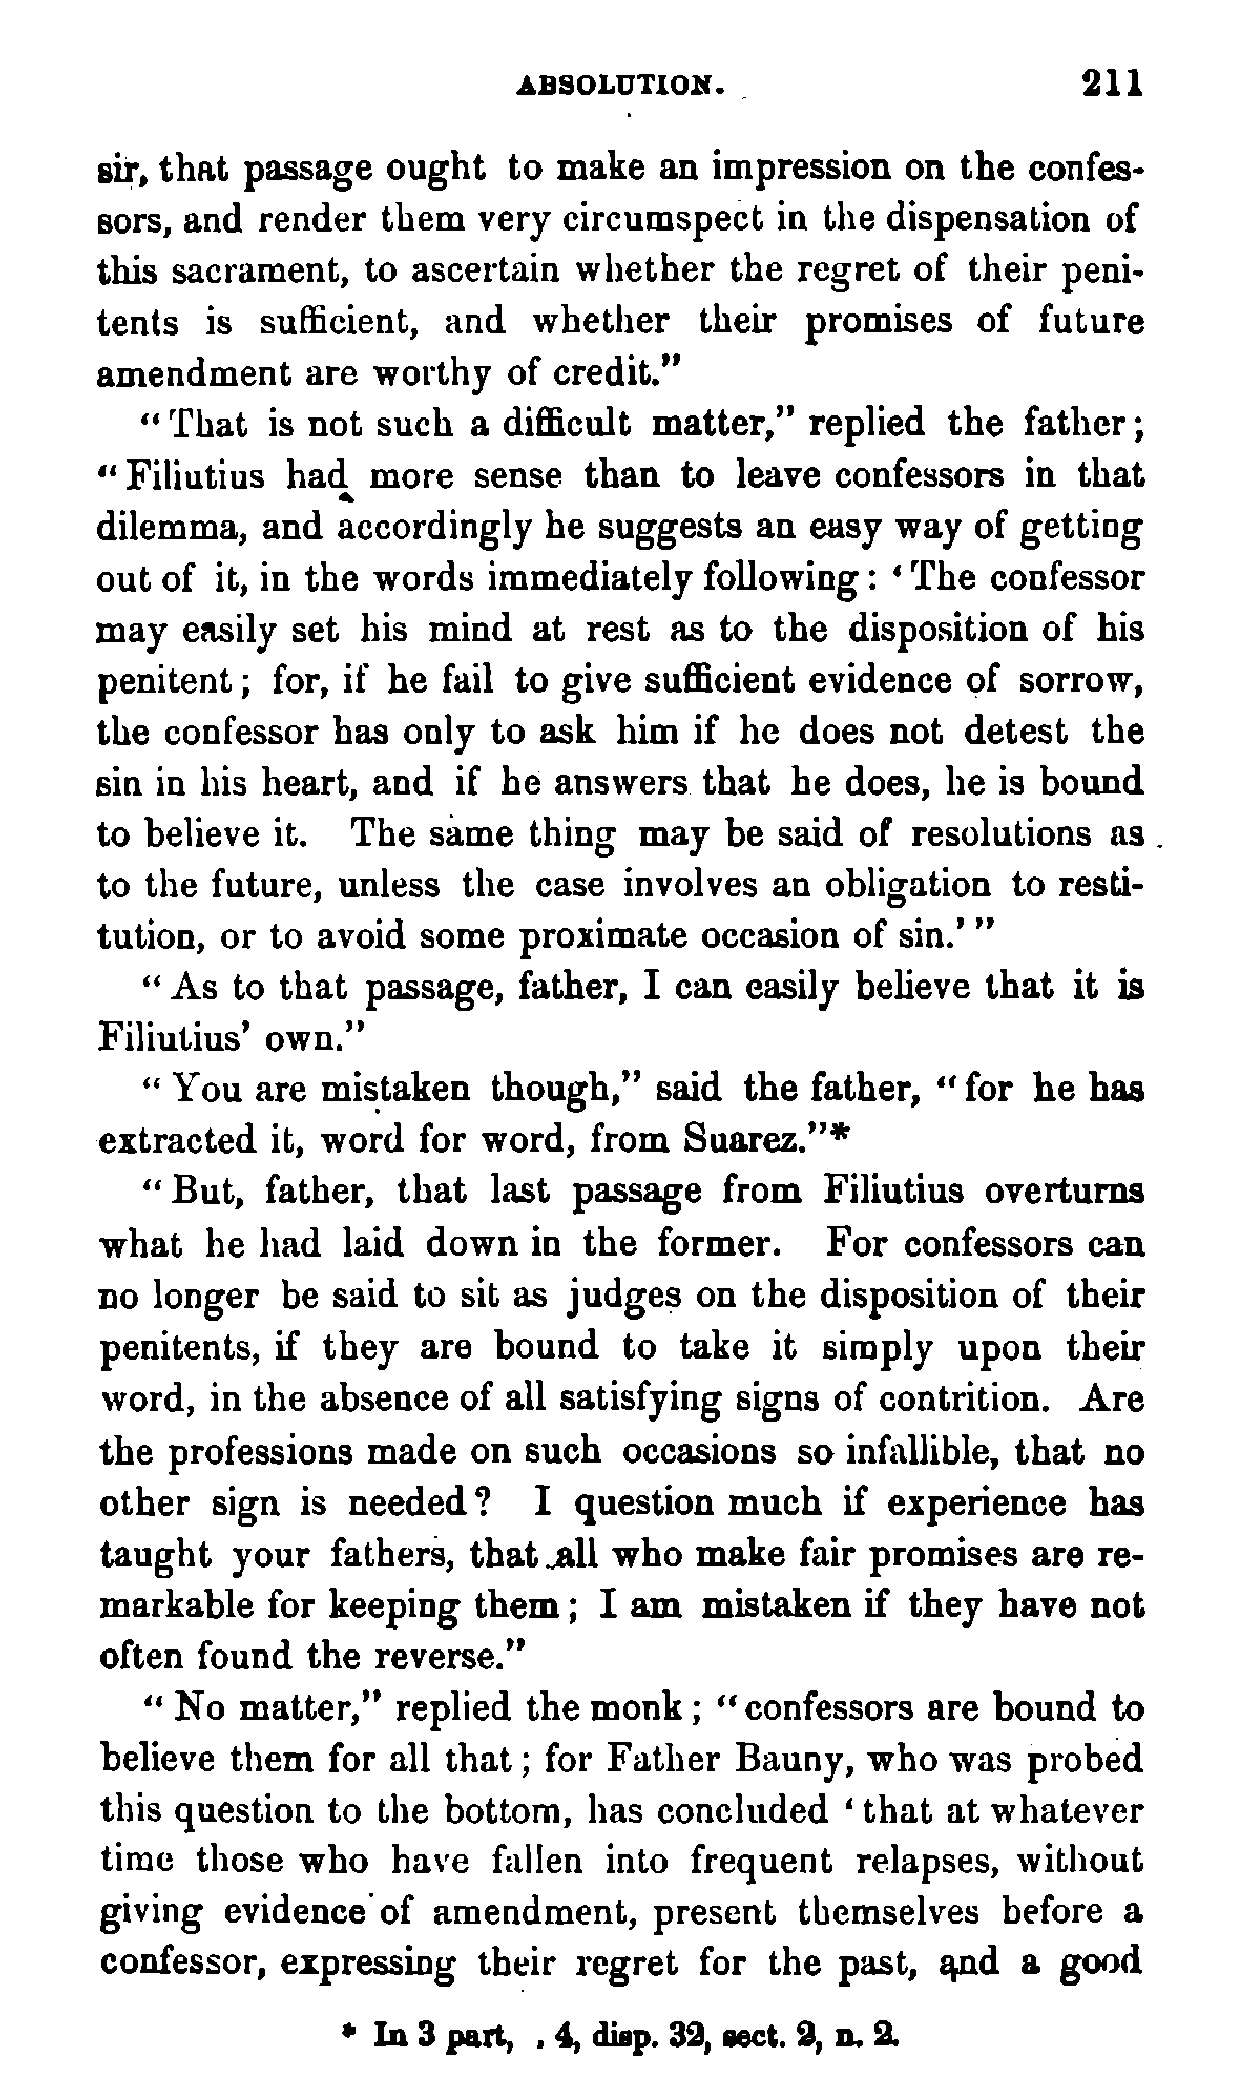 ABSOLUTION. 211
sir, that passage ought to make an impression on the confes-
sors, and render them very circumspect in the dispensation of
this sacrament, to ascertain whether the regret of their peni-
tents is sufficient, and whether their promises of future
amendment are worthy of credit."
"That is not such a difficult matter," replied the father;
"Filiutius had more sense than to leave confessors in that
dilemma, and accordingly he suggests an easy way of getting
out of it, in the words immediately following: 'The confessor
may easily set his mind at rest as to the disposition of his
penitent; for, if he fail to give sufficient evidence of sorrow,
the confessor has only to ask him if he does not detest the
sin in his heart, and if he answers that he does, he is bound
to believe it. The same thing may be said of resolutions as
to the future, unless the case involves an obligation to resti-
tution, or to avoid some proximate occasion of sin.'"
"As to that passage, father, I can easily believe that it is
Filiutius' own."
"You are mistaken though," said the father, "for he has
extracted it, word for word, from Suarez."*
"But, father, that last passage from Filiutius overturns
what he had laid down in the former. For confessors can
no longer be said to sit as judges on the disposition of their
penitents, if they are bound to take it simply upon their
word, in the absence of all satisfying signs of contrition. Are
the professions made on such occasions so infallible, that no
other sign is needed? I question much if experience has
taught your fathers, that all who make fair promises are re-
markable for keeping them; I am mistaken if they have not
often found the reverse."
"No matter," replied the monk; "confessors are bound to
believe them for all that; for Father Bauny, who was probed
this question to the bottom, has concluded 'that at whatever
time those who have fallen into frequent relapses, without
giving evidence of amendment, present themselves before a
confessor, expressing their regret for the past, and a good
* In 3 part, . 4, disp. 32, sect. 2, n. 2.